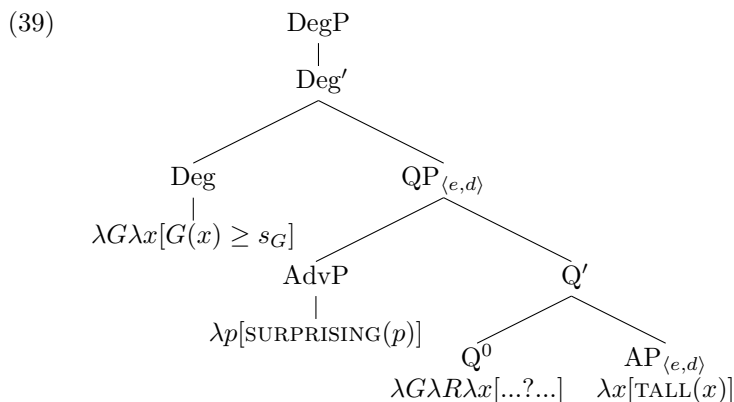 (39)
DegP
Deg′
Deg QP⟨e,d⟩
λGλx[G(x) ≥ s_G]
AdvP Q′
λp[SURPRISING(p)]
Q⁰ AP⟨e,d⟩
λGλRλx[...?...] λx[TALL(x)]